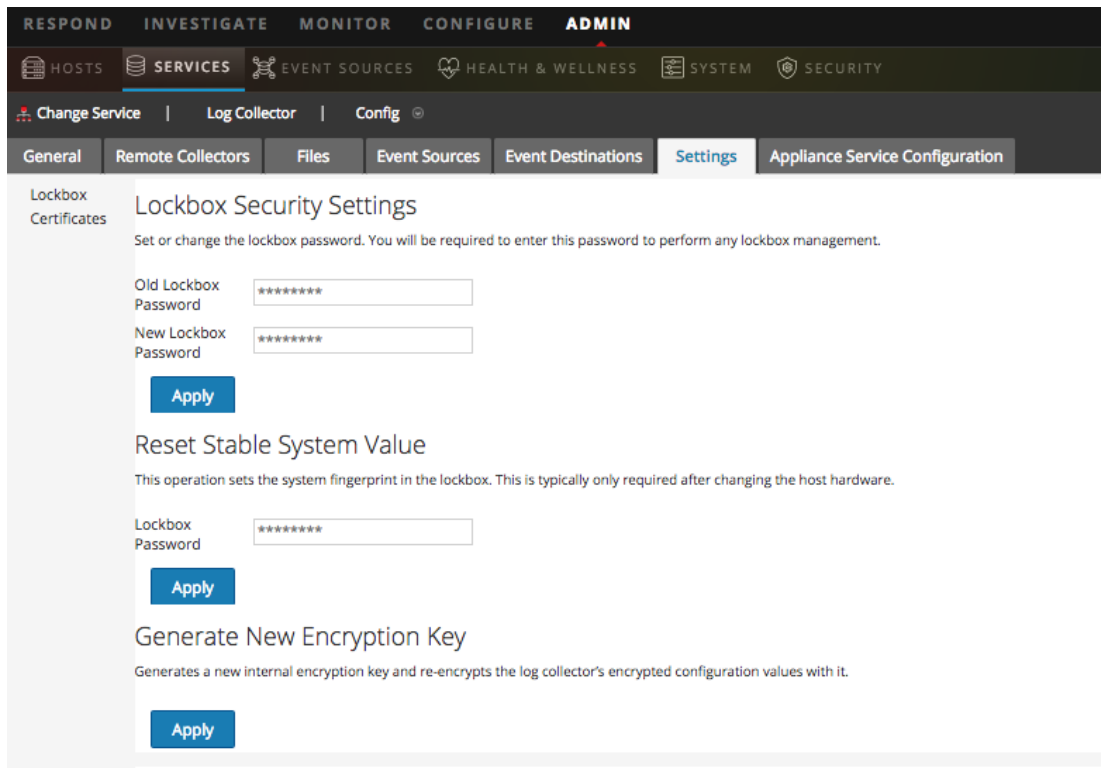 RESPOND INVESTIGATE MONITOR CONFIGURE ADMIN
HOSTS SERVICES EVENT SOURCES HEALTH & WELLNESS SYSTEM SECURITY
Change Service | Log Collector | Config
General Remote Collectors Files Event Sources Event Destinations Settings Appliance Service Configuration
Lockbox
Certificates
Lockbox Security Settings
Set or change the lockbox password. You will be required to enter this password to perform any lockbox management.
Old Lockbox
Password
********
New Lockbox
Password
********
Apply
Reset Stable System Value
This operation sets the system fingerprint in the lockbox. This is typically only required after changing the host hardware.
Lockbox
Password
********
Apply
Generate New Encryption Key
Generates a new internal encryption key and re-encrypts the log collector's encrypted configuration values with it.
Apply